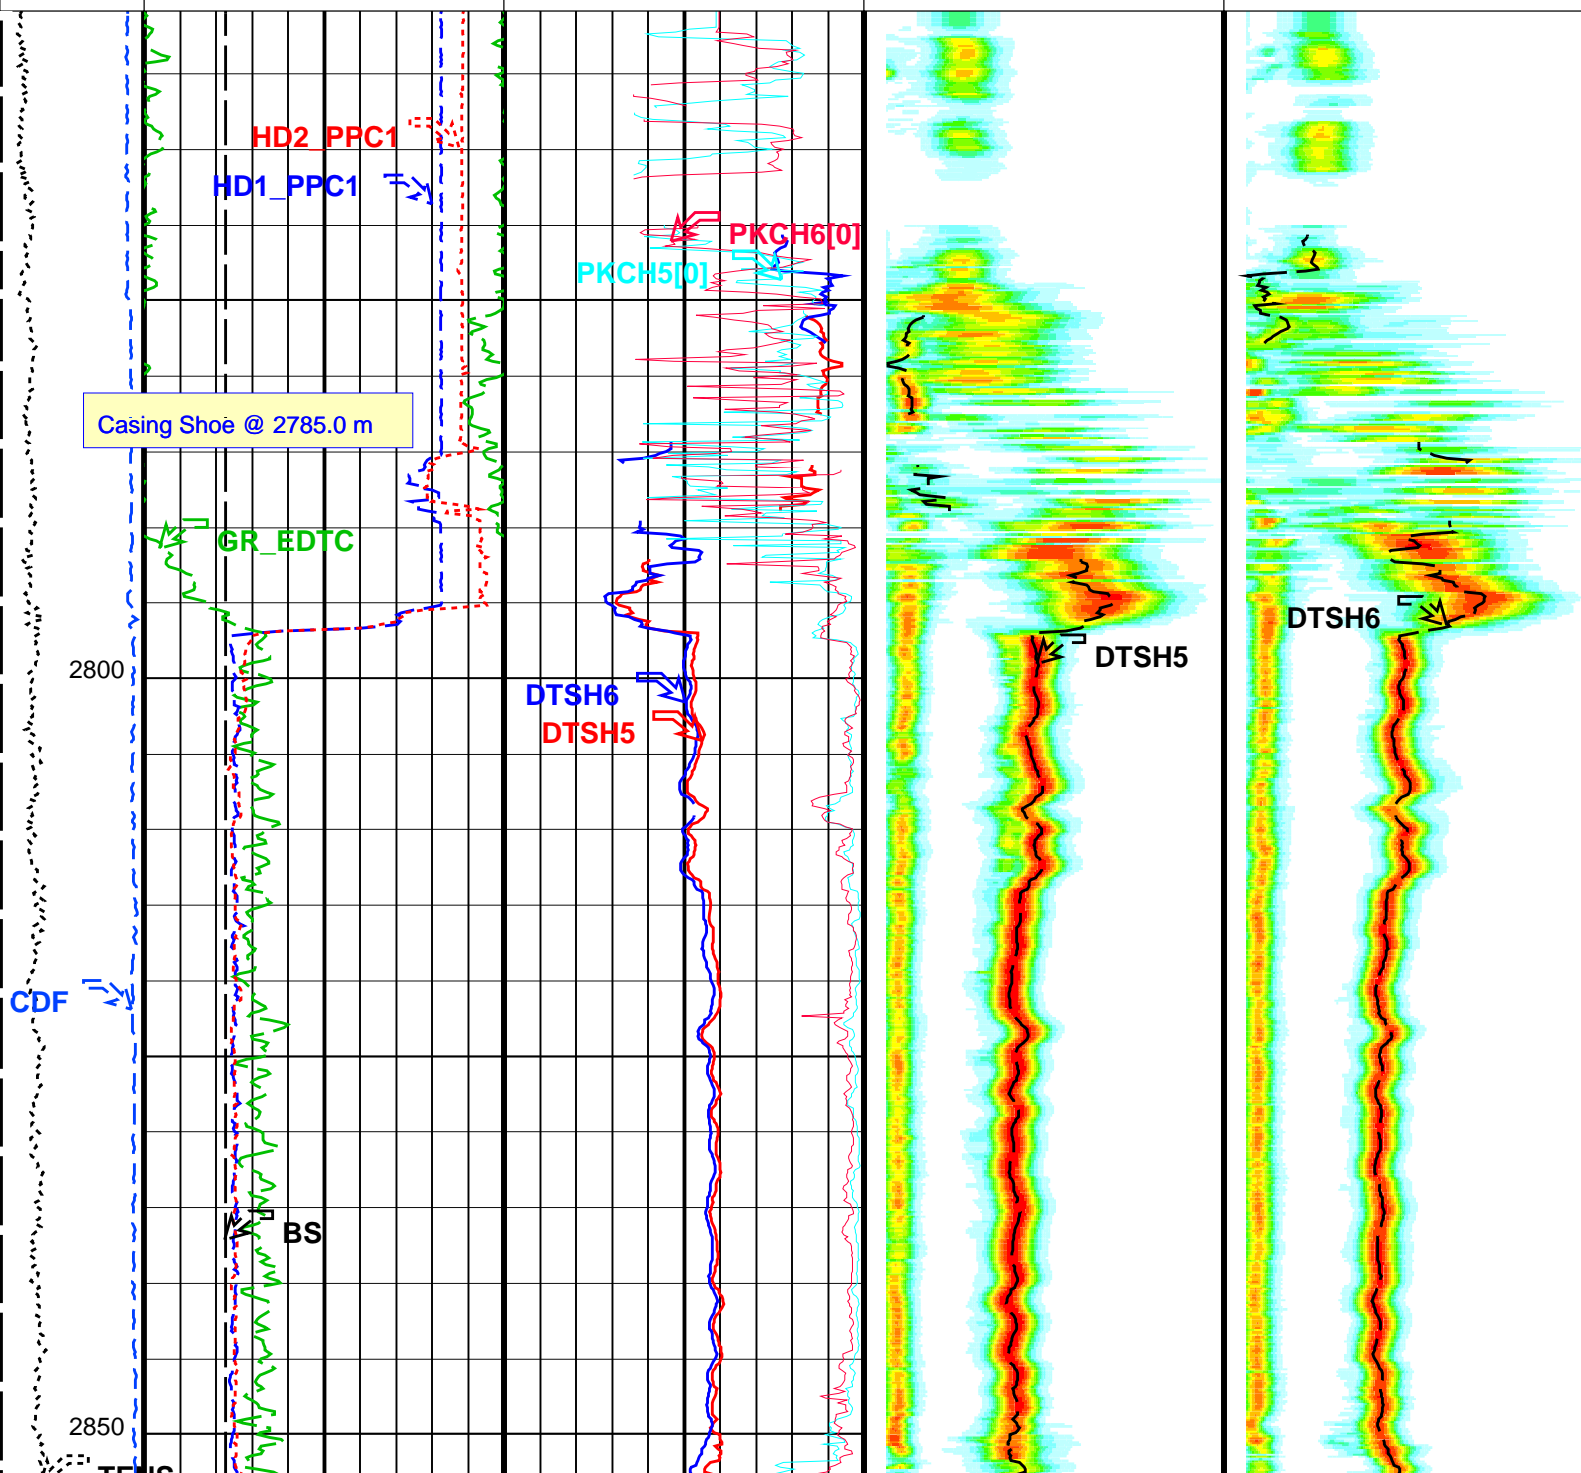 HD2_PPC1
HD1_PPC1
PKCH6[0]
PKCH5[0]
Casing Shoe @ 2785.0 m
GR_EDTC
DTSH6
DTSH5
2800
DTSH6
DTSH5
CDF
BS
2850
TENS